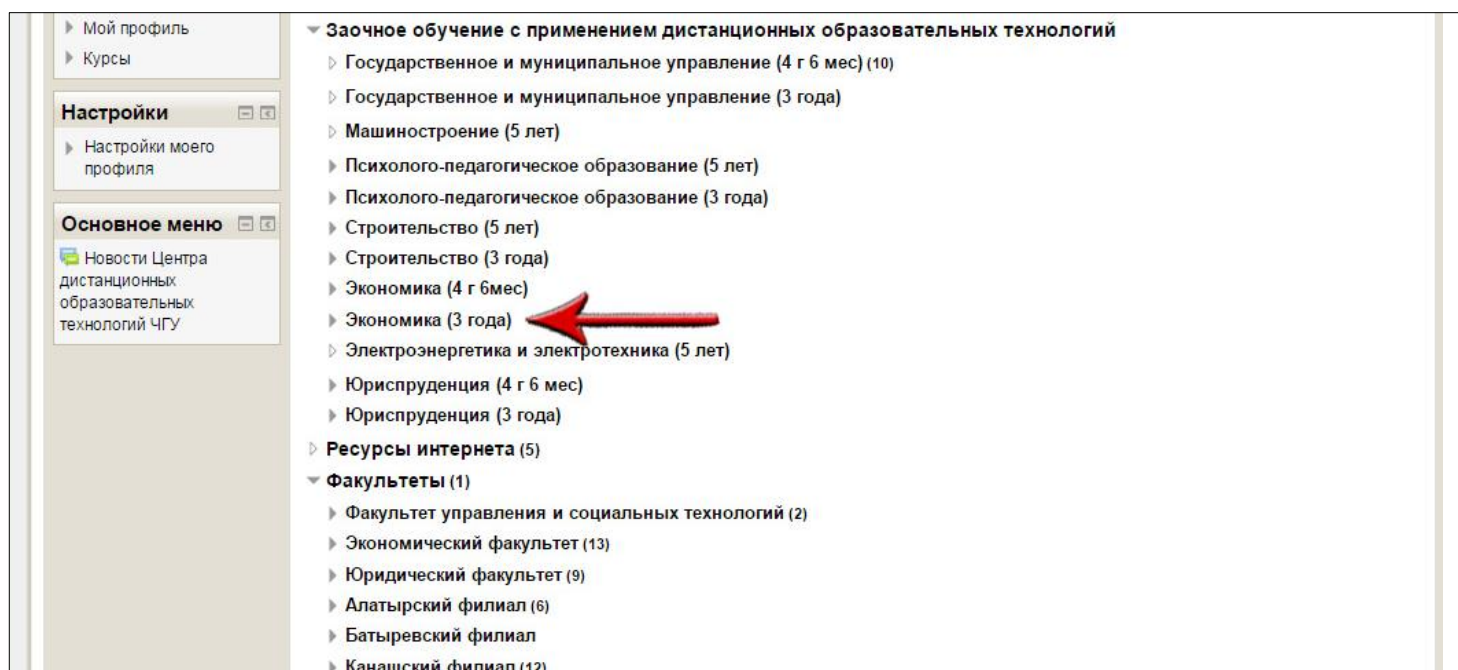 Мой профиль
Курсы
Настройки
Настройки моего
профиля
Основное меню
Новости Центра
дистанционных
образовательных
технологий ЧГУ
Заочное обучение с применением дистанционных образовательных технологий
Государственное и муниципальное управление (4 г 6 мес) (10)
Государственное и муниципальное управление (3 года)
Машиностроение (5 лет)
Психолого-педагогическое образование (5 лет)
Психолого-педагогическое образование (3 года)
Строительство (5 лет)
Строительство (3 года)
Экономика (4 г 6мес)
Экономика (3 года)
Электроэнергетика и электротехника (5 лет)
Юриспруденция (4 г 6 мес)
Юриспруденция (3 года)
Ресурсы интернета (5)
Факультеты (1)
Факультет управления и социальных технологий (2)
Экономический факультет (13)
Юридический факультет (9)
Алатырский филиал (6)
Батыревский филиал
Канашский филиал (12)